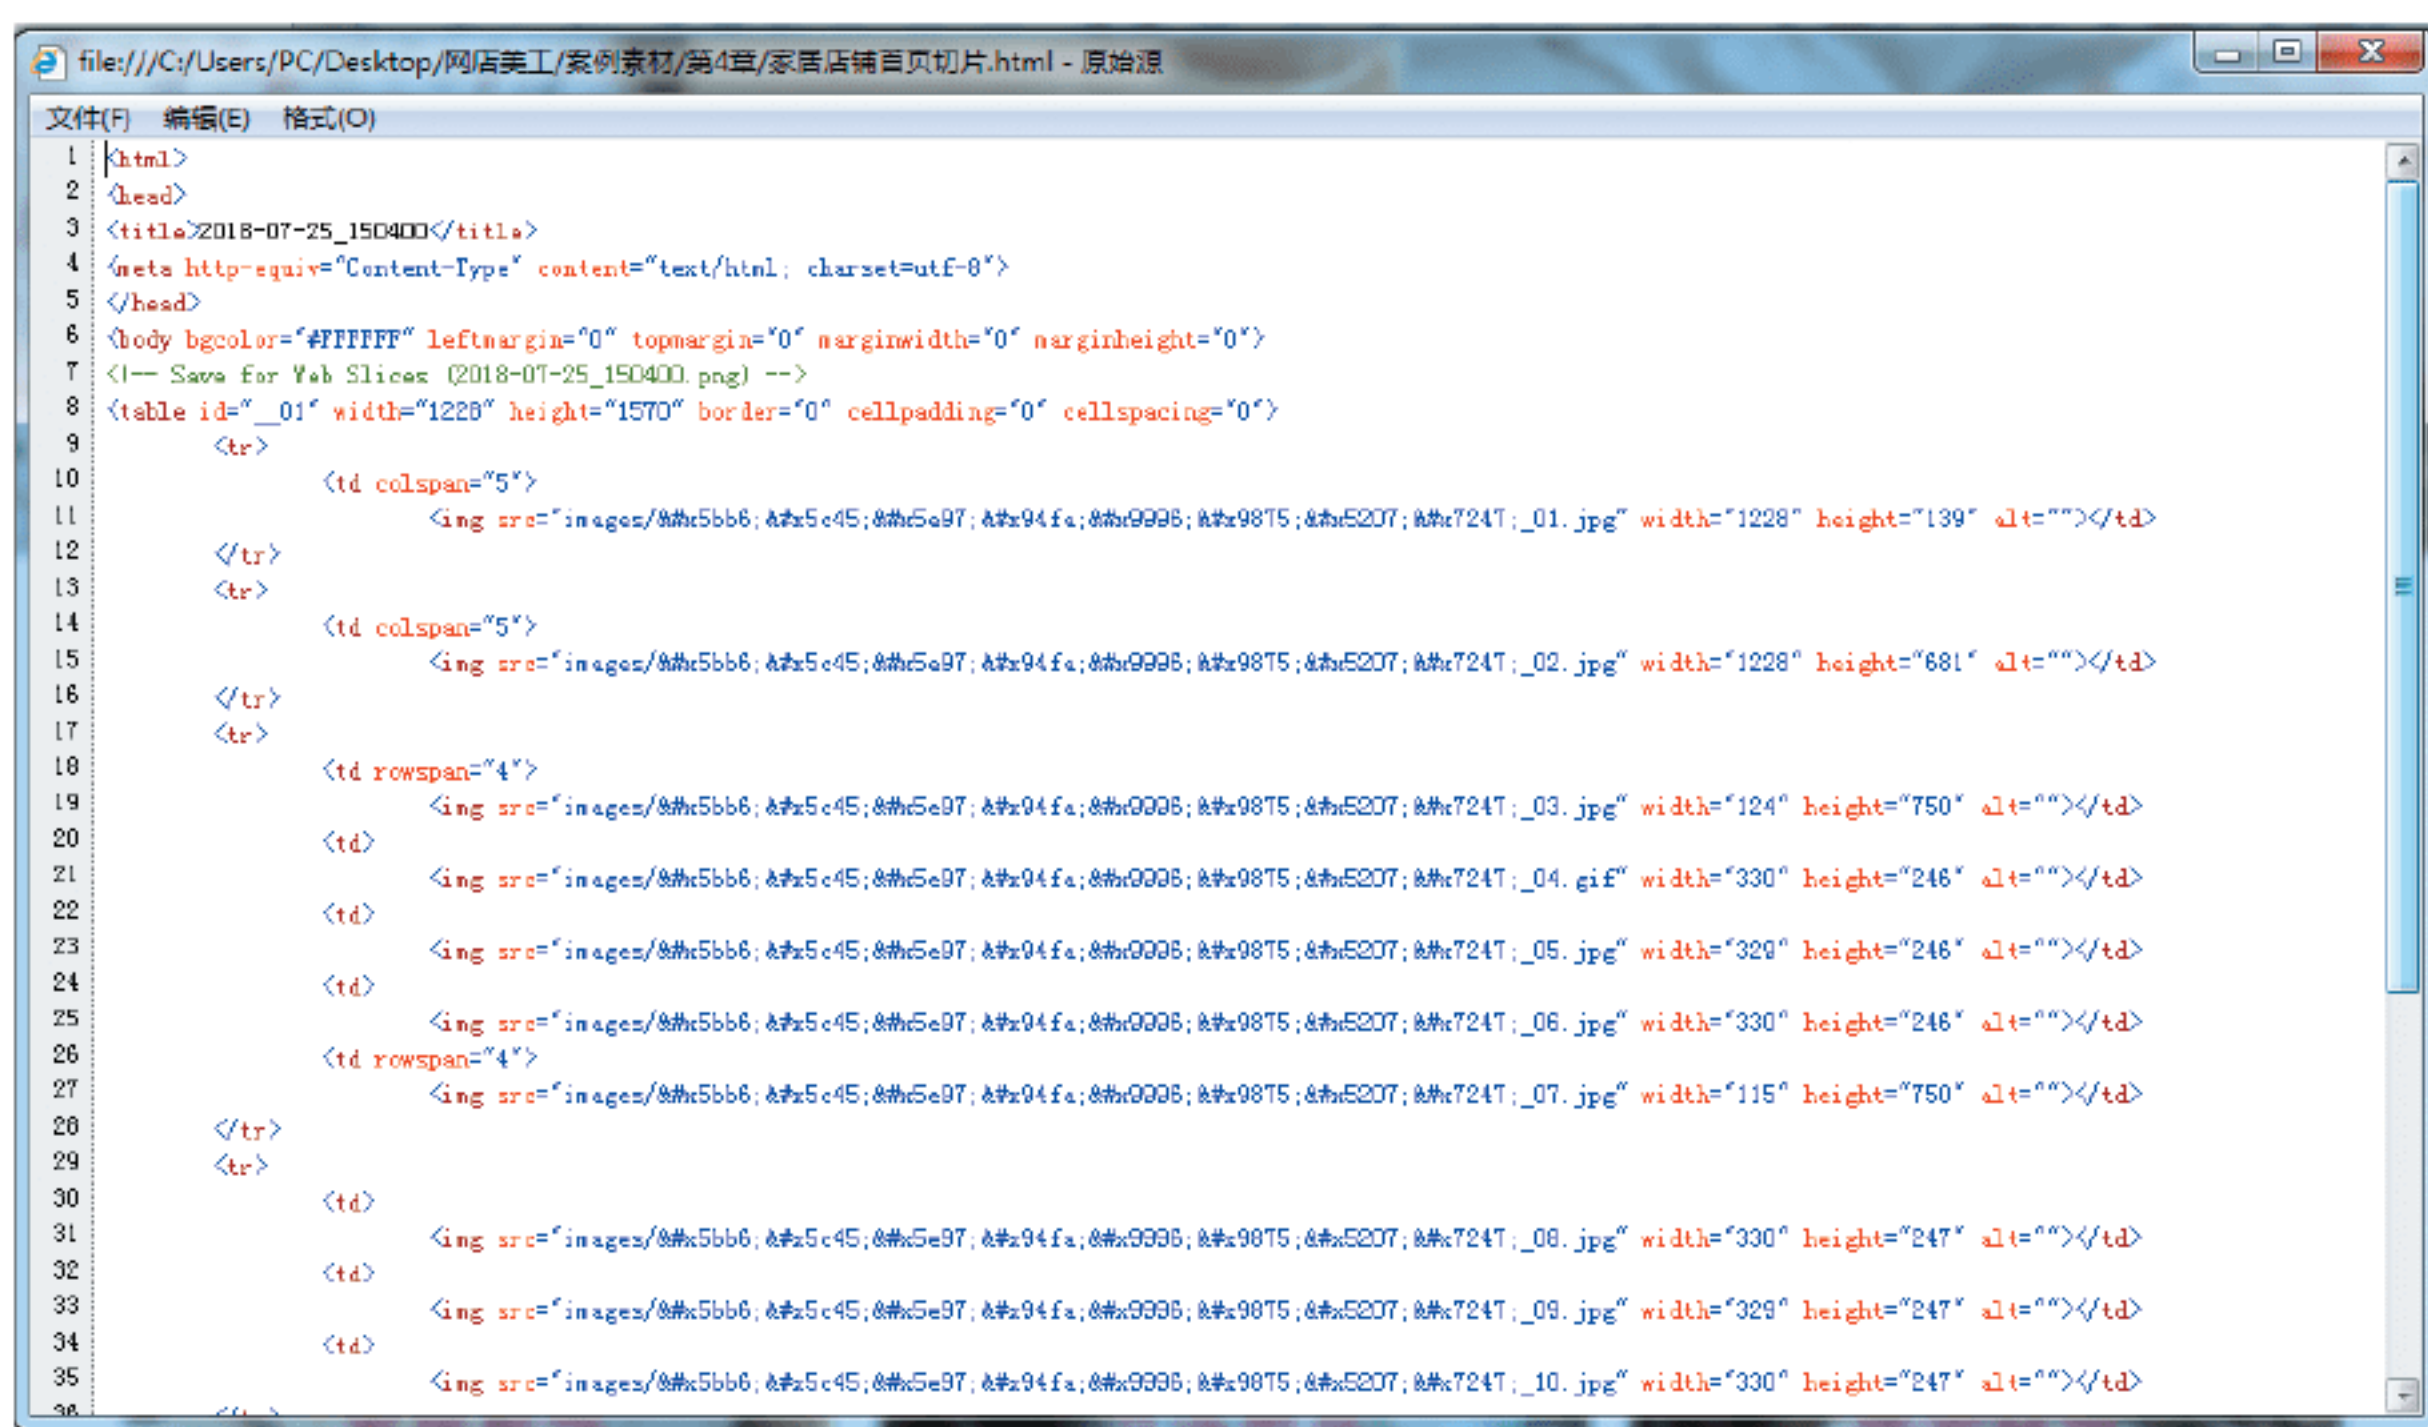 file:///C:/Users/PC/Desktop/网店美工/案例素材/第4章/家居店铺首页切片.html - 原始源
文件(F) 编辑(E) 格式(O)
1 <html>
2 <head>
3 <title>2018-07-25_150400</title>
4 <meta http-equiv="Content-Type" content="text/html; charset=utf-8">
5 </head>
6 <body bgcolor="#FFFFFF" leftmargin="0" topmargin="0" marginwidth="0" marginheight="0">
7 <!-- Save for Web Slices (2018-07-25_150400.png) -->
8 <table id="__01" width="1228" height="1570" border="0" cellpadding="0" cellspacing="0">
9 <tr>
10 <td colspan="5">
11 <img src="images/&#x5bb6;&#x5c45;&#x5e97;&#x94fa;&#x9996;&#x9875;&#x5207;&#x7247;_01.jpg" width="1228" height="139" alt=""></td>
12 </tr>
13 <tr>
14 <td colspan="5">
15 <img src="images/&#x5bb6;&#x5c45;&#x5e97;&#x94fa;&#x9996;&#x9875;&#x5207;&#x7247;_02.jpg" width="1228" height="681" alt=""></td>
16 </tr>
17 <tr>
18 <td rowspan="4">
19 <img src="images/&#x5bb6;&#x5c45;&#x5e97;&#x94fa;&#x9996;&#x9875;&#x5207;&#x7247;_03.jpg" width="124" height="750" alt=""></td>
20 <td>
21 <img src="images/&#x5bb6;&#x5c45;&#x5e97;&#x94fa;&#x9996;&#x9875;&#x5207;&#x7247;_04.gif" width="330" height="246" alt=""></td>
22 <td>
23 <img src="images/&#x5bb6;&#x5c45;&#x5e97;&#x94fa;&#x9996;&#x9875;&#x5207;&#x7247;_05.jpg" width="329" height="246" alt=""></td>
24 <td>
25 <img src="images/&#x5bb6;&#x5c45;&#x5e97;&#x94fa;&#x9996;&#x9875;&#x5207;&#x7247;_06.jpg" width="330" height="246" alt=""></td>
26 <td rowspan="4">
27 <img src="images/&#x5bb6;&#x5c45;&#x5e97;&#x94fa;&#x9996;&#x9875;&#x5207;&#x7247;_07.jpg" width="115" height="750" alt=""></td>
28 </tr>
29 <tr>
30 <td>
31 <img src="images/&#x5bb6;&#x5c45;&#x5e97;&#x94fa;&#x9996;&#x9875;&#x5207;&#x7247;_08.jpg" width="330" height="247" alt=""></td>
32 <td>
33 <img src="images/&#x5bb6;&#x5c45;&#x5e97;&#x94fa;&#x9996;&#x9875;&#x5207;&#x7247;_09.jpg" width="329" height="247" alt=""></td>
34 <td>
35 <img src="images/&#x5bb6;&#x5c45;&#x5e97;&#x94fa;&#x9996;&#x9875;&#x5207;&#x7247;_10.jpg" width="330" height="247" alt=""></td>